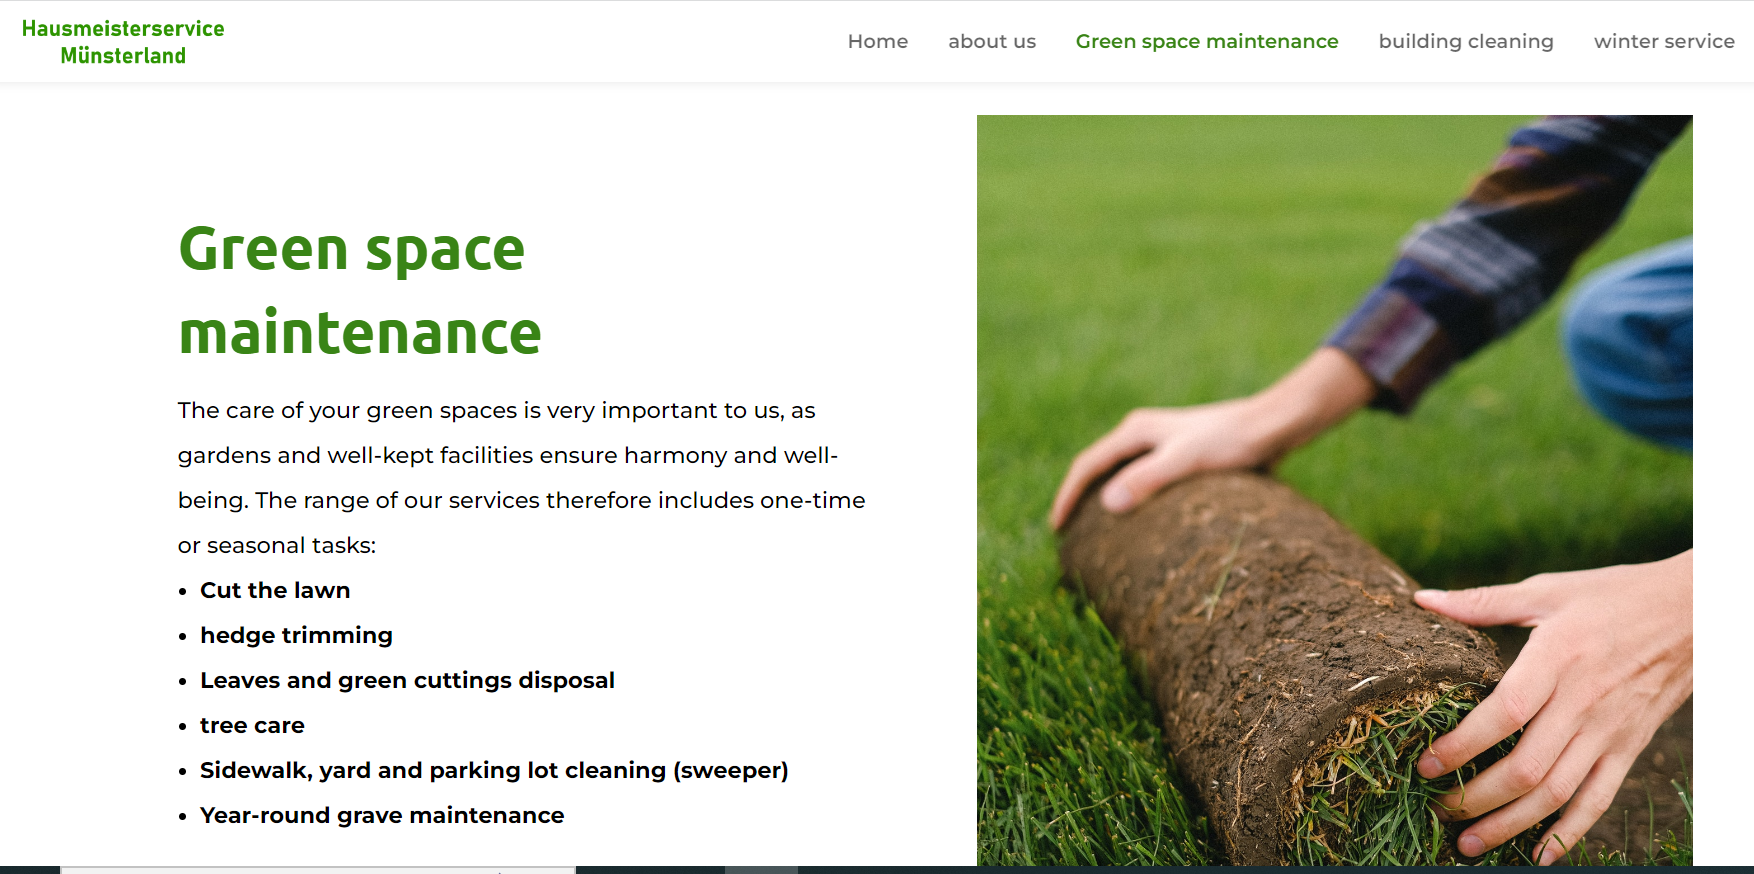 Hausmeisterservice
Münsterland
Home about us Green space maintenance building cleaning winter service
Green space
maintenance
The care of your green spaces is very important to us, as
gardens and well-kept facilities ensure harmony and well-
being. The range of our services therefore includes one-time
or seasonal tasks:
• Cut the lawn
• hedge trimming
• Leaves and green cuttings disposal
• tree care
• Sidewalk, yard and parking lot cleaning (sweeper)
• Year-round grave maintenance